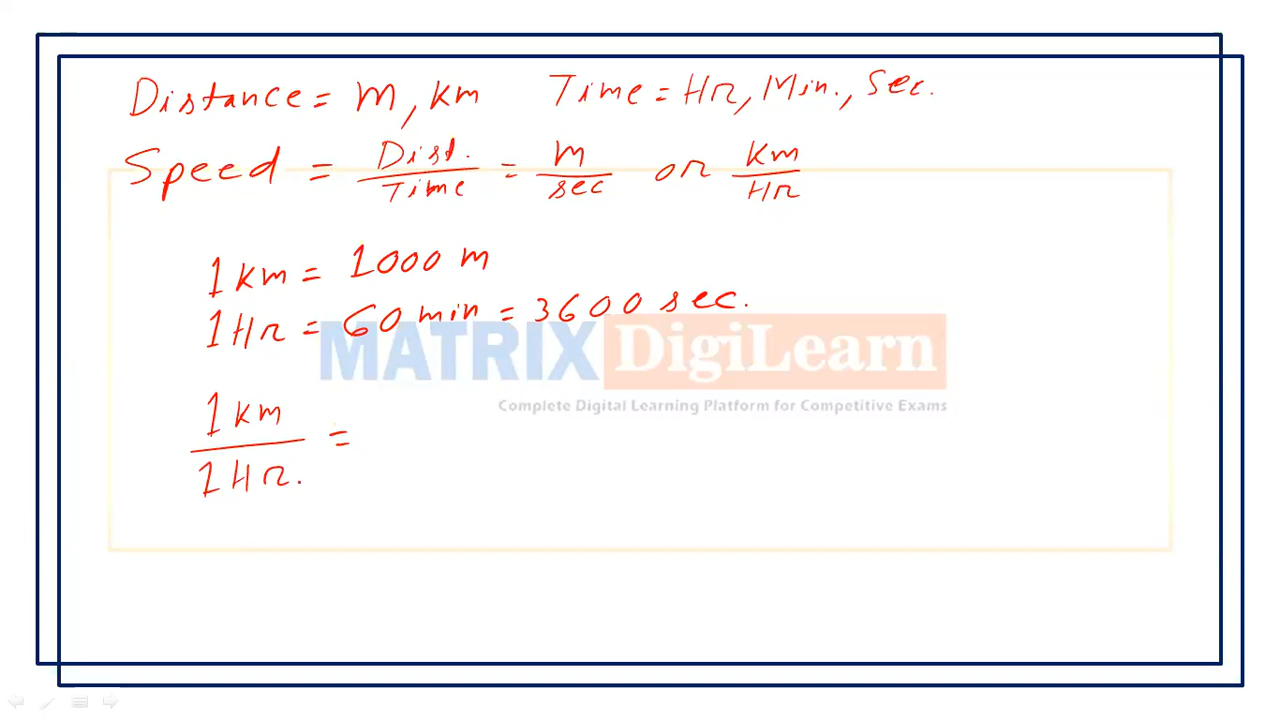 Distance = m, km Time = Hr, Min., Sec.
Speed = Dist. / Time = m / sec or km / Hr
1 km = 1000 m
1 Hr = 60 min = 3600 sec.
MATRIX DigiLearn
Complete Digital Learning Platform for Competitive Exams
1 km / 1 Hr. =